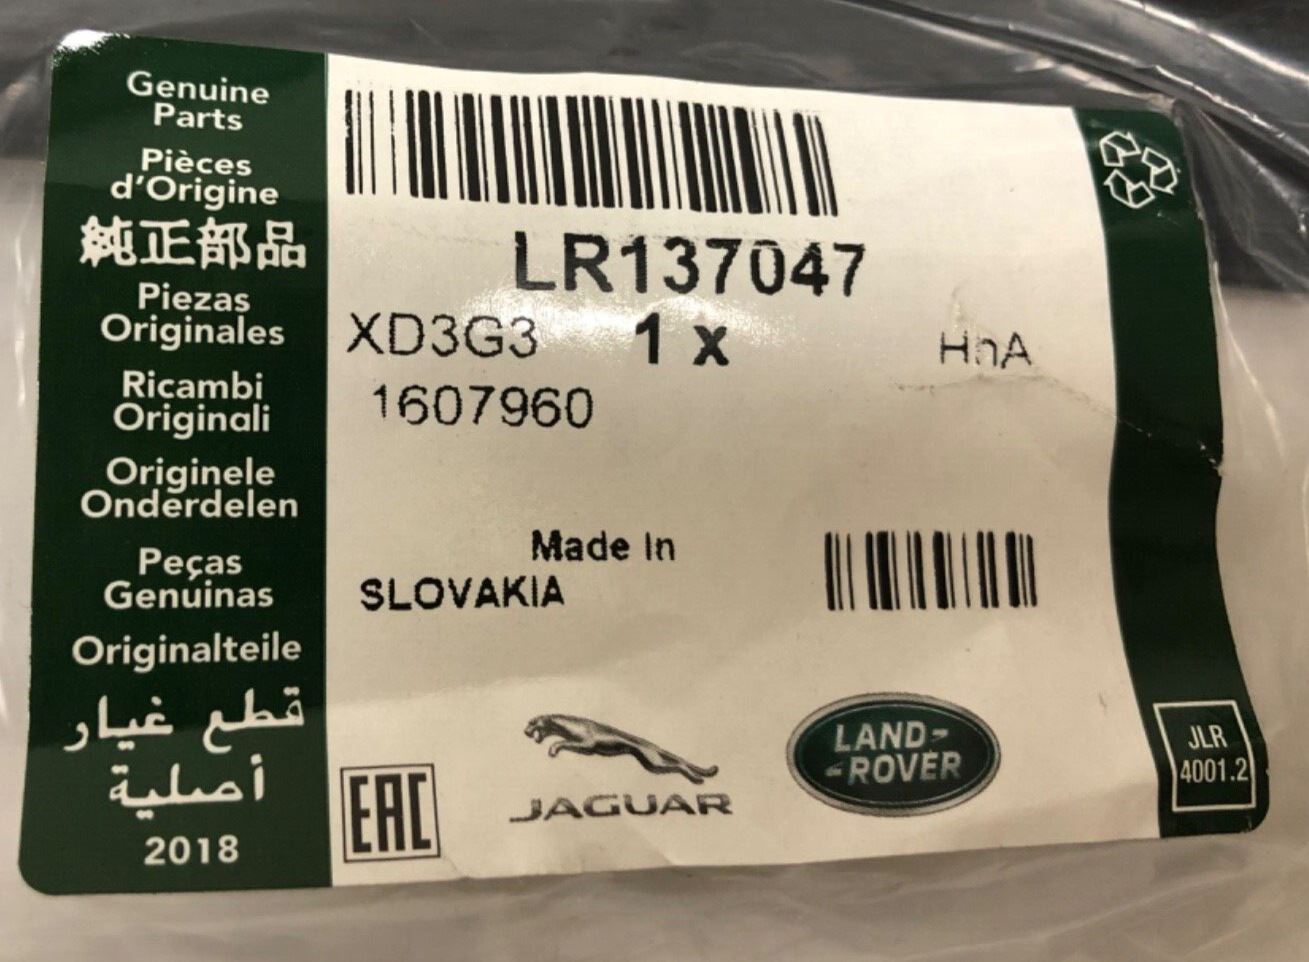 Genuine
Parts
Pièces
d'Origine
純正部品
Piezas
Originales
Ricambi
Originali
Originele
Onderdelen
Peças
Genuinas
Originalteile
قطع غيار
أصلية
2018
LR137047
XD3G3 1 x HnA
1607960
Made In
SLOVAKIA
EAC
JAGUAR
LAND-
-ROVER
JLR
4001.2